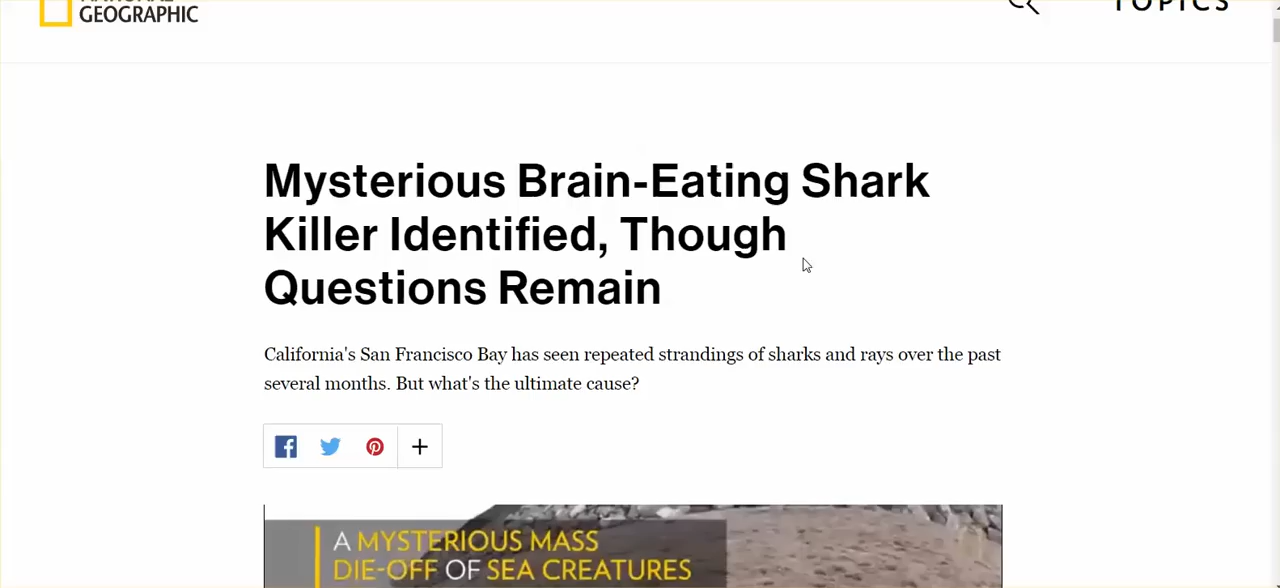 GEOGRAPHIC
TOPICS
Mysterious Brain-Eating Shark
Killer Identified, Though
Questions Remain
California's San Francisco Bay has seen repeated strandings of sharks and rays over the past
several months. But what's the ultimate cause?
A MYSTERIOUS MASS
DIE-OFF OF SEA CREATURES